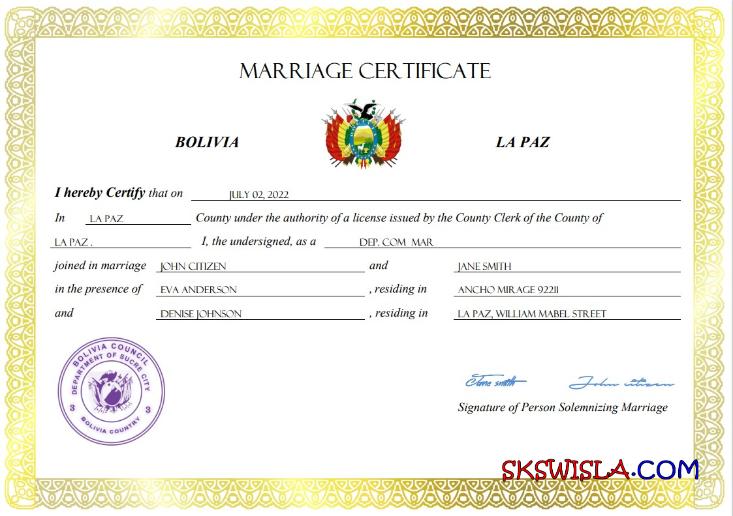 MARRIAGE CERTIFICATE
BOLIVIA LA PAZ
I hereby Certify that on JULY 02, 2022
In LA PAZ County under the authority of a license issued by the County Clerk of the County of
LA PAZ . I, the undersigned, as a DEP. COM MAR
joined in marriage JOHN CITIZEN and JANE SMITH
in the presence of EVA ANDERSON , residing in ANCHO MIRAGE 92211
and DENISE JOHNSON , residing in LA PAZ, WILLIAM MABEL STREET
BOLIVIA COUNCIL
DEPARTMENT OF SUCRE CITY
3 3
BOLIVIA COUNTRY
smith John citizen
Signature of Person Solemnizing Marriage
SKSWISLA.COM